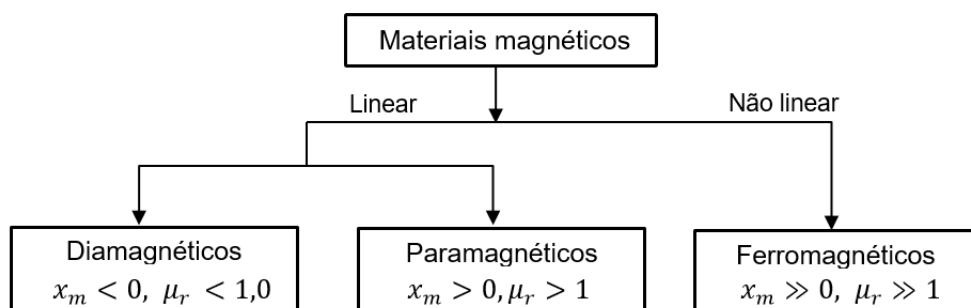 Materiais magnéticos
Linear
Não linear
Diamagnéticos
x_m < 0, μ_r < 1,0
Paramagnéticos
x_m > 0, μ_r > 1
Ferromagnéticos
x_m ≫ 0, μ_r ≫ 1